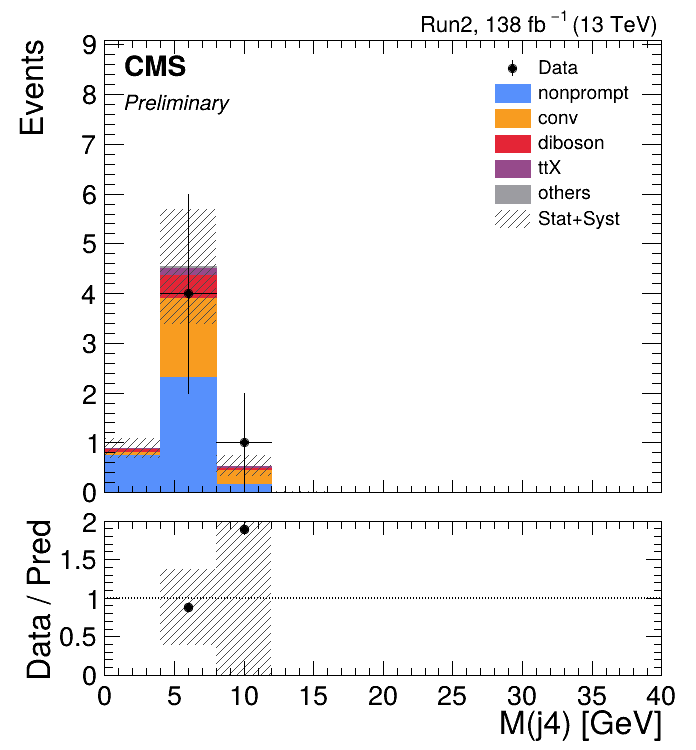 Run2, 138 fb⁻¹ (13 TeV)
CMS
Preliminary
Events
9
8
7
6
5
4
3
2
1
0
Data
nonprompt
conv
diboson
ttX
others
Stat+Syst
Data / Pred
2
1.5
1
0.5
0
0 5 10 15 20 25 30 35 40
M(j4) [GeV]